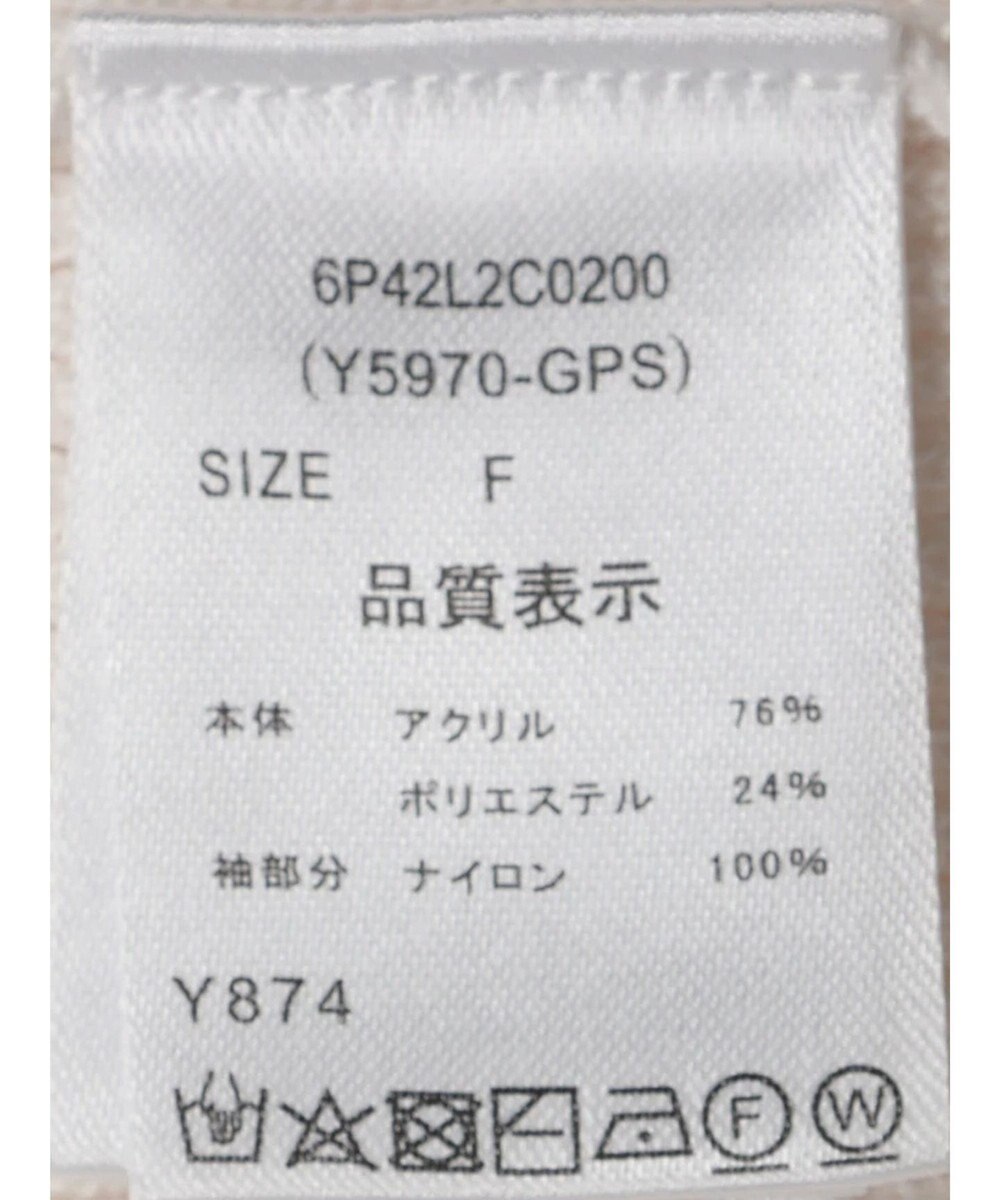 6P42L2C0200
(Y5970-GPS)
SIZE F
品質表示
本体 アクリル 76%
ポリエステル 24%
袖部分 ナイロン 100%
Y874
F W